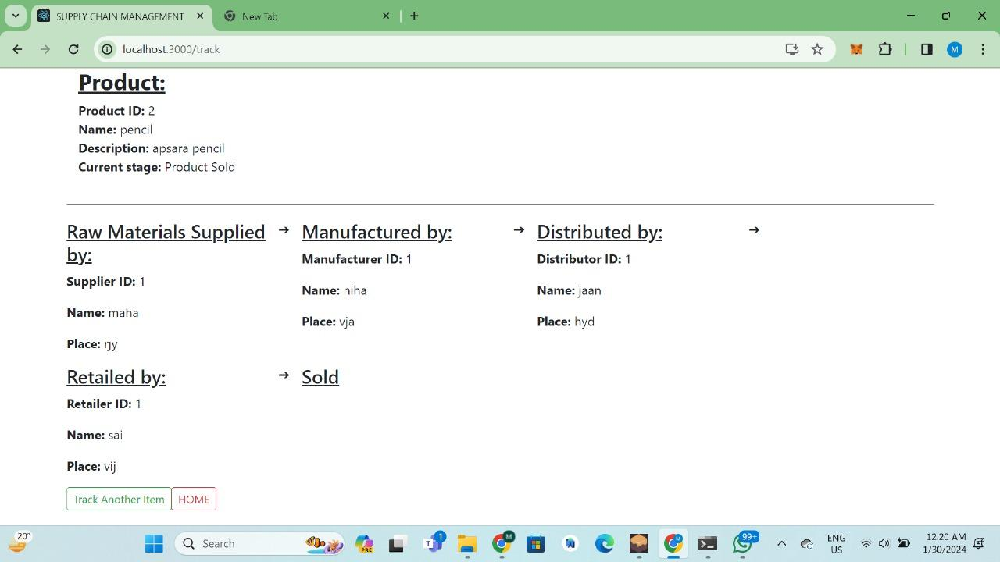 SUPPLY CHAIN MANAGEMENT
New Tab
localhost:3000/track
M
Product:
Product ID: 2
Name: pencil
Description: apsara pencil
Current stage: Product Sold
Raw Materials Supplied by:
➔
Supplier ID: 1
Name: maha
Place: rjy
Manufactured by:
➔
Manufacturer ID: 1
Name: niha
Place: vja
Distributed by:
➔
Distributor ID: 1
Name: jaan
Place: hyd
Retailed by:
➔
Retailer ID: 1
Name: sai
Place: vij
Sold
Track Another Item
HOME
20°
Search
PRE
1
M
99+
ENG
US
12:20 AM
1/30/2024